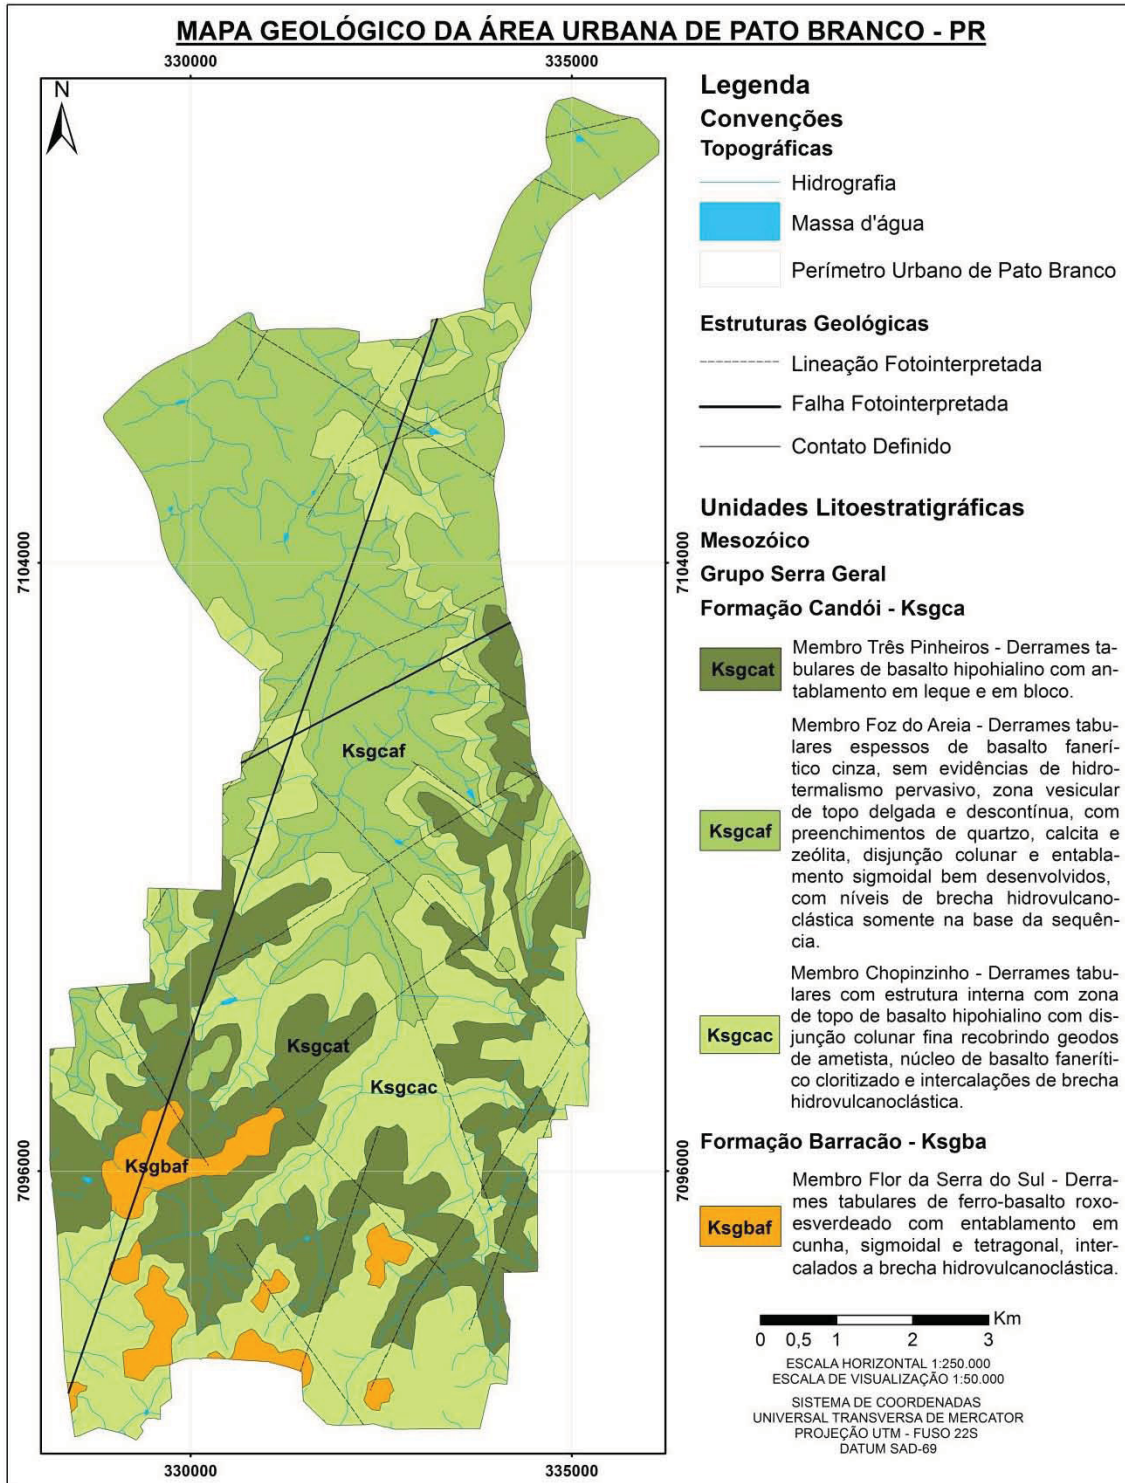 MAPA GEOLÓGICO DA ÁREA URBANA DE PATO BRANCO - PR
330000
335000
N
7104000
7104000
7096000
7096000
Ksgcaf
Ksgcat
Ksgcac
Ksgbaf
330000
335000
Legenda
Convenções
Topográficas
Hidrografia
Massa d'água
Perímetro Urbano de Pato Branco
Estruturas Geológicas
Lineação Fotointerpretada
Falha Fotointerpretada
Contato Definido
Unidades Litoestratigráficas
Mesozóico
Grupo Serra Geral
Formação Candói - Ksgca
Ksgcat
Membro Três Pinheiros - Derrames ta-
bulares de basalto hipohialino com an-
tablamento em leque e em bloco.
Ksgcaf
Membro Foz do Areia - Derrames tabu-
lares espessos de basalto fanerí-
tico cinza, sem evidências de hidro-
termalismo pervasivo, zona vesicular
de topo delgada e descontínua, com
preenchimentos de quartzo, calcita e
zeólita, disjunção colunar e entabla-
mento sigmoidal bem desenvolvidos,
com níveis de brecha hidrovulcano-
clástica somente na base da sequên-
cia.
Ksgcac
Membro Chopinzinho - Derrames tabu-
lares com estrutura interna com zona
de topo de basalto hipohialino com dis-
junção colunar fina recobrindo geodos
de ametista, núcleo de basalto faneríti-
co cloritizado e intercalações de brecha
hidrovulcanoclástica.
Formação Barracão - Ksgba
Ksgbaf
Membro Flor da Serra do Sul - Derra-
mes tabulares de ferro-basalto roxo-
esverdeado com entablamento em
cunha, sigmoidal e tetragonal, inter-
calados a brecha hidrovulcanoclástica.
Km
0 0,5 1 2 3
ESCALA HORIZONTAL 1:250.000
ESCALA DE VISUALIZAÇÃO 1:50.000
SISTEMA DE COORDENADAS
UNIVERSAL TRANSVERSA DE MERCATOR
PROJEÇÃO UTM - FUSO 22S
DATUM SAD-69